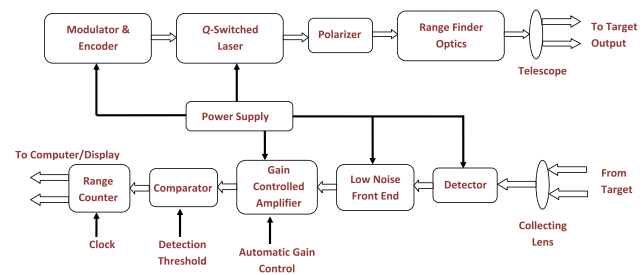 Modulator &
Encoder
Q-Switched
Laser
Polarizer
Range Finder
Optics
To Target
Output
Telescope
Power Supply
To Computer/Display
Range
Counter
Comparator
Gain
Controlled
Amplifier
Low Noise
Front End
Detector
From
Target
Collecting
Lens
Clock
Detection
Threshold
Automatic Gain
Control